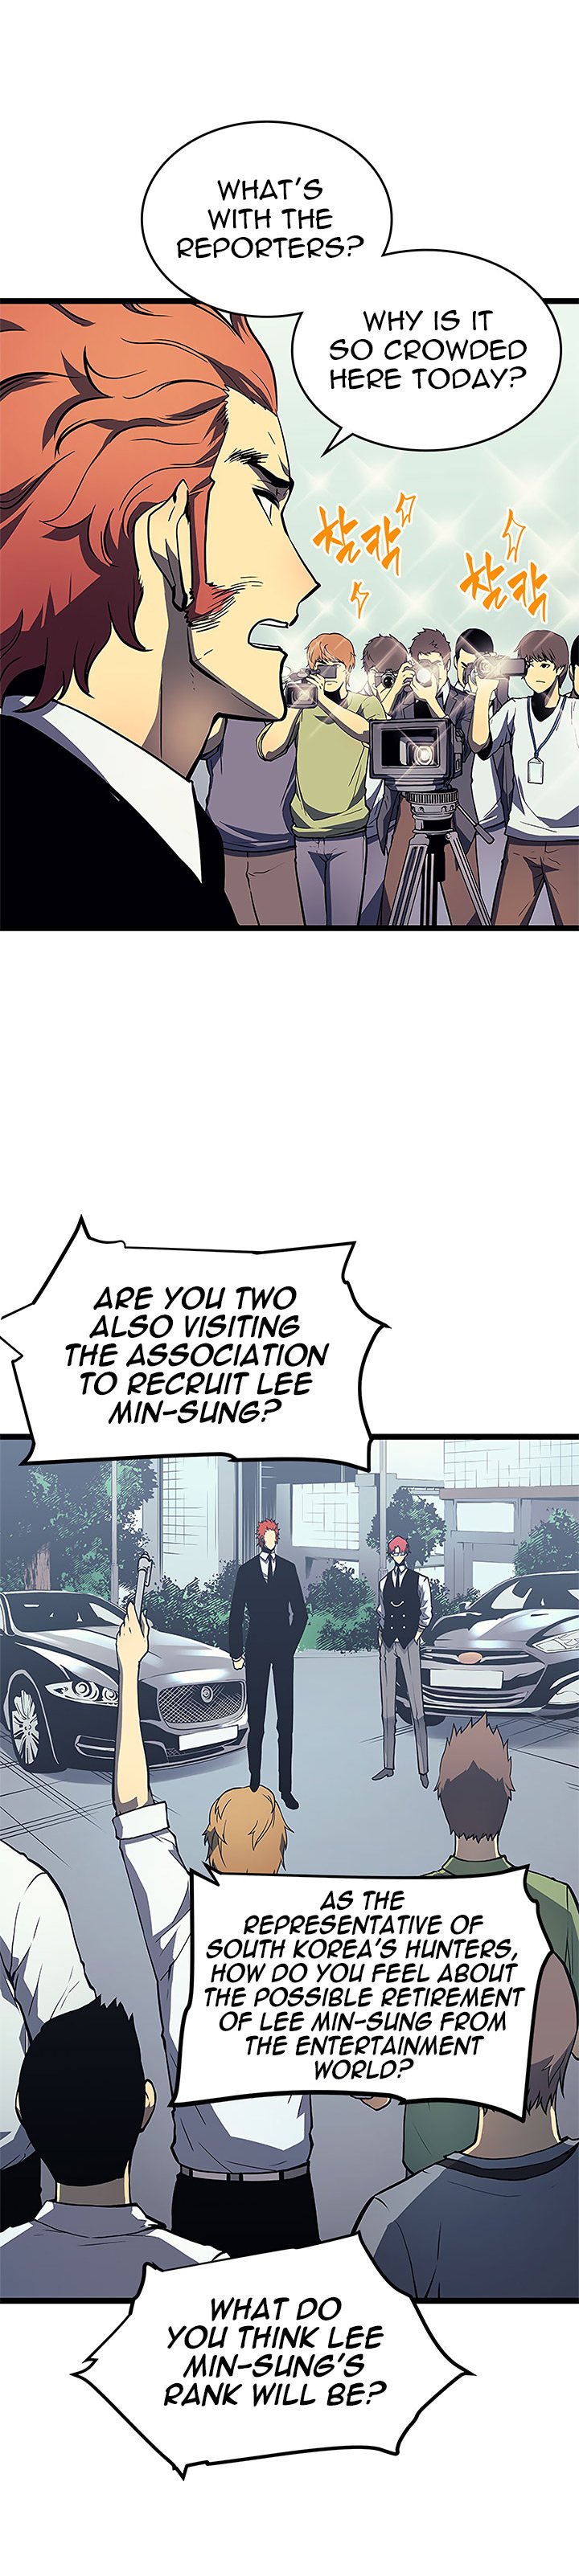 WHAT'S
WITH THE
REPORTERS?
WHY IS IT
SO CROWDED
HERE TODAY?
찰칵
찰칵
ARE YOU TWO
ALSO VISITING
THE ASSOCIATION
TO RECRUIT LEE
MIN-SUNG?
AS THE
REPRESENTATIVE OF
SOUTH KOREA'S HUNTERS,
HOW DO YOU FEEL ABOUT
THE POSSIBLE RETIREMENT
OF LEE MIN-SUNG FROM
THE ENTERTAINMENT
WORLD?
WHAT DO
YOU THINK LEE
MIN-SUNG'S
RANK WILL BE?